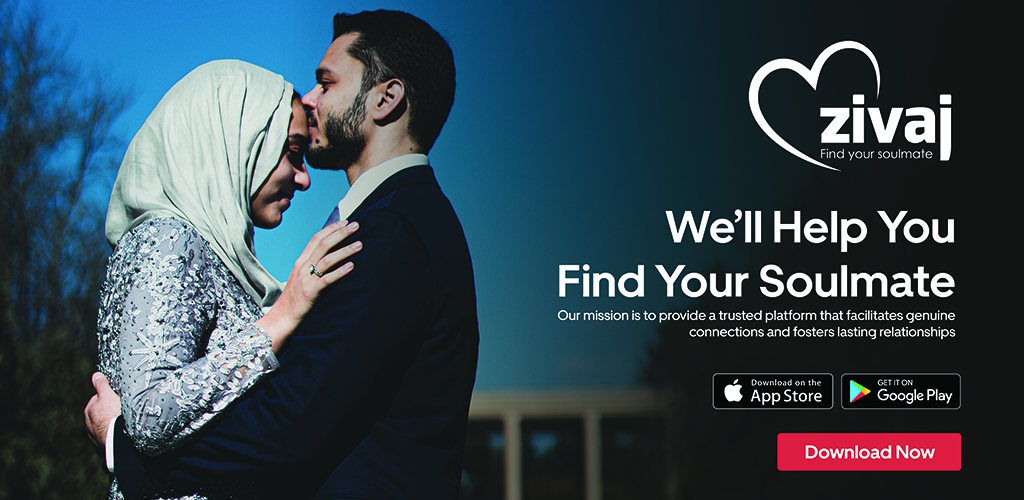 zivaj
Find your soulmate
We'll Help You
Find Your Soulmate
Our mission is to provide a trusted platform that facilitates genuine
connections and fosters lasting relationships
Download on the
App Store
GET IT ON
Google Play
Download Now